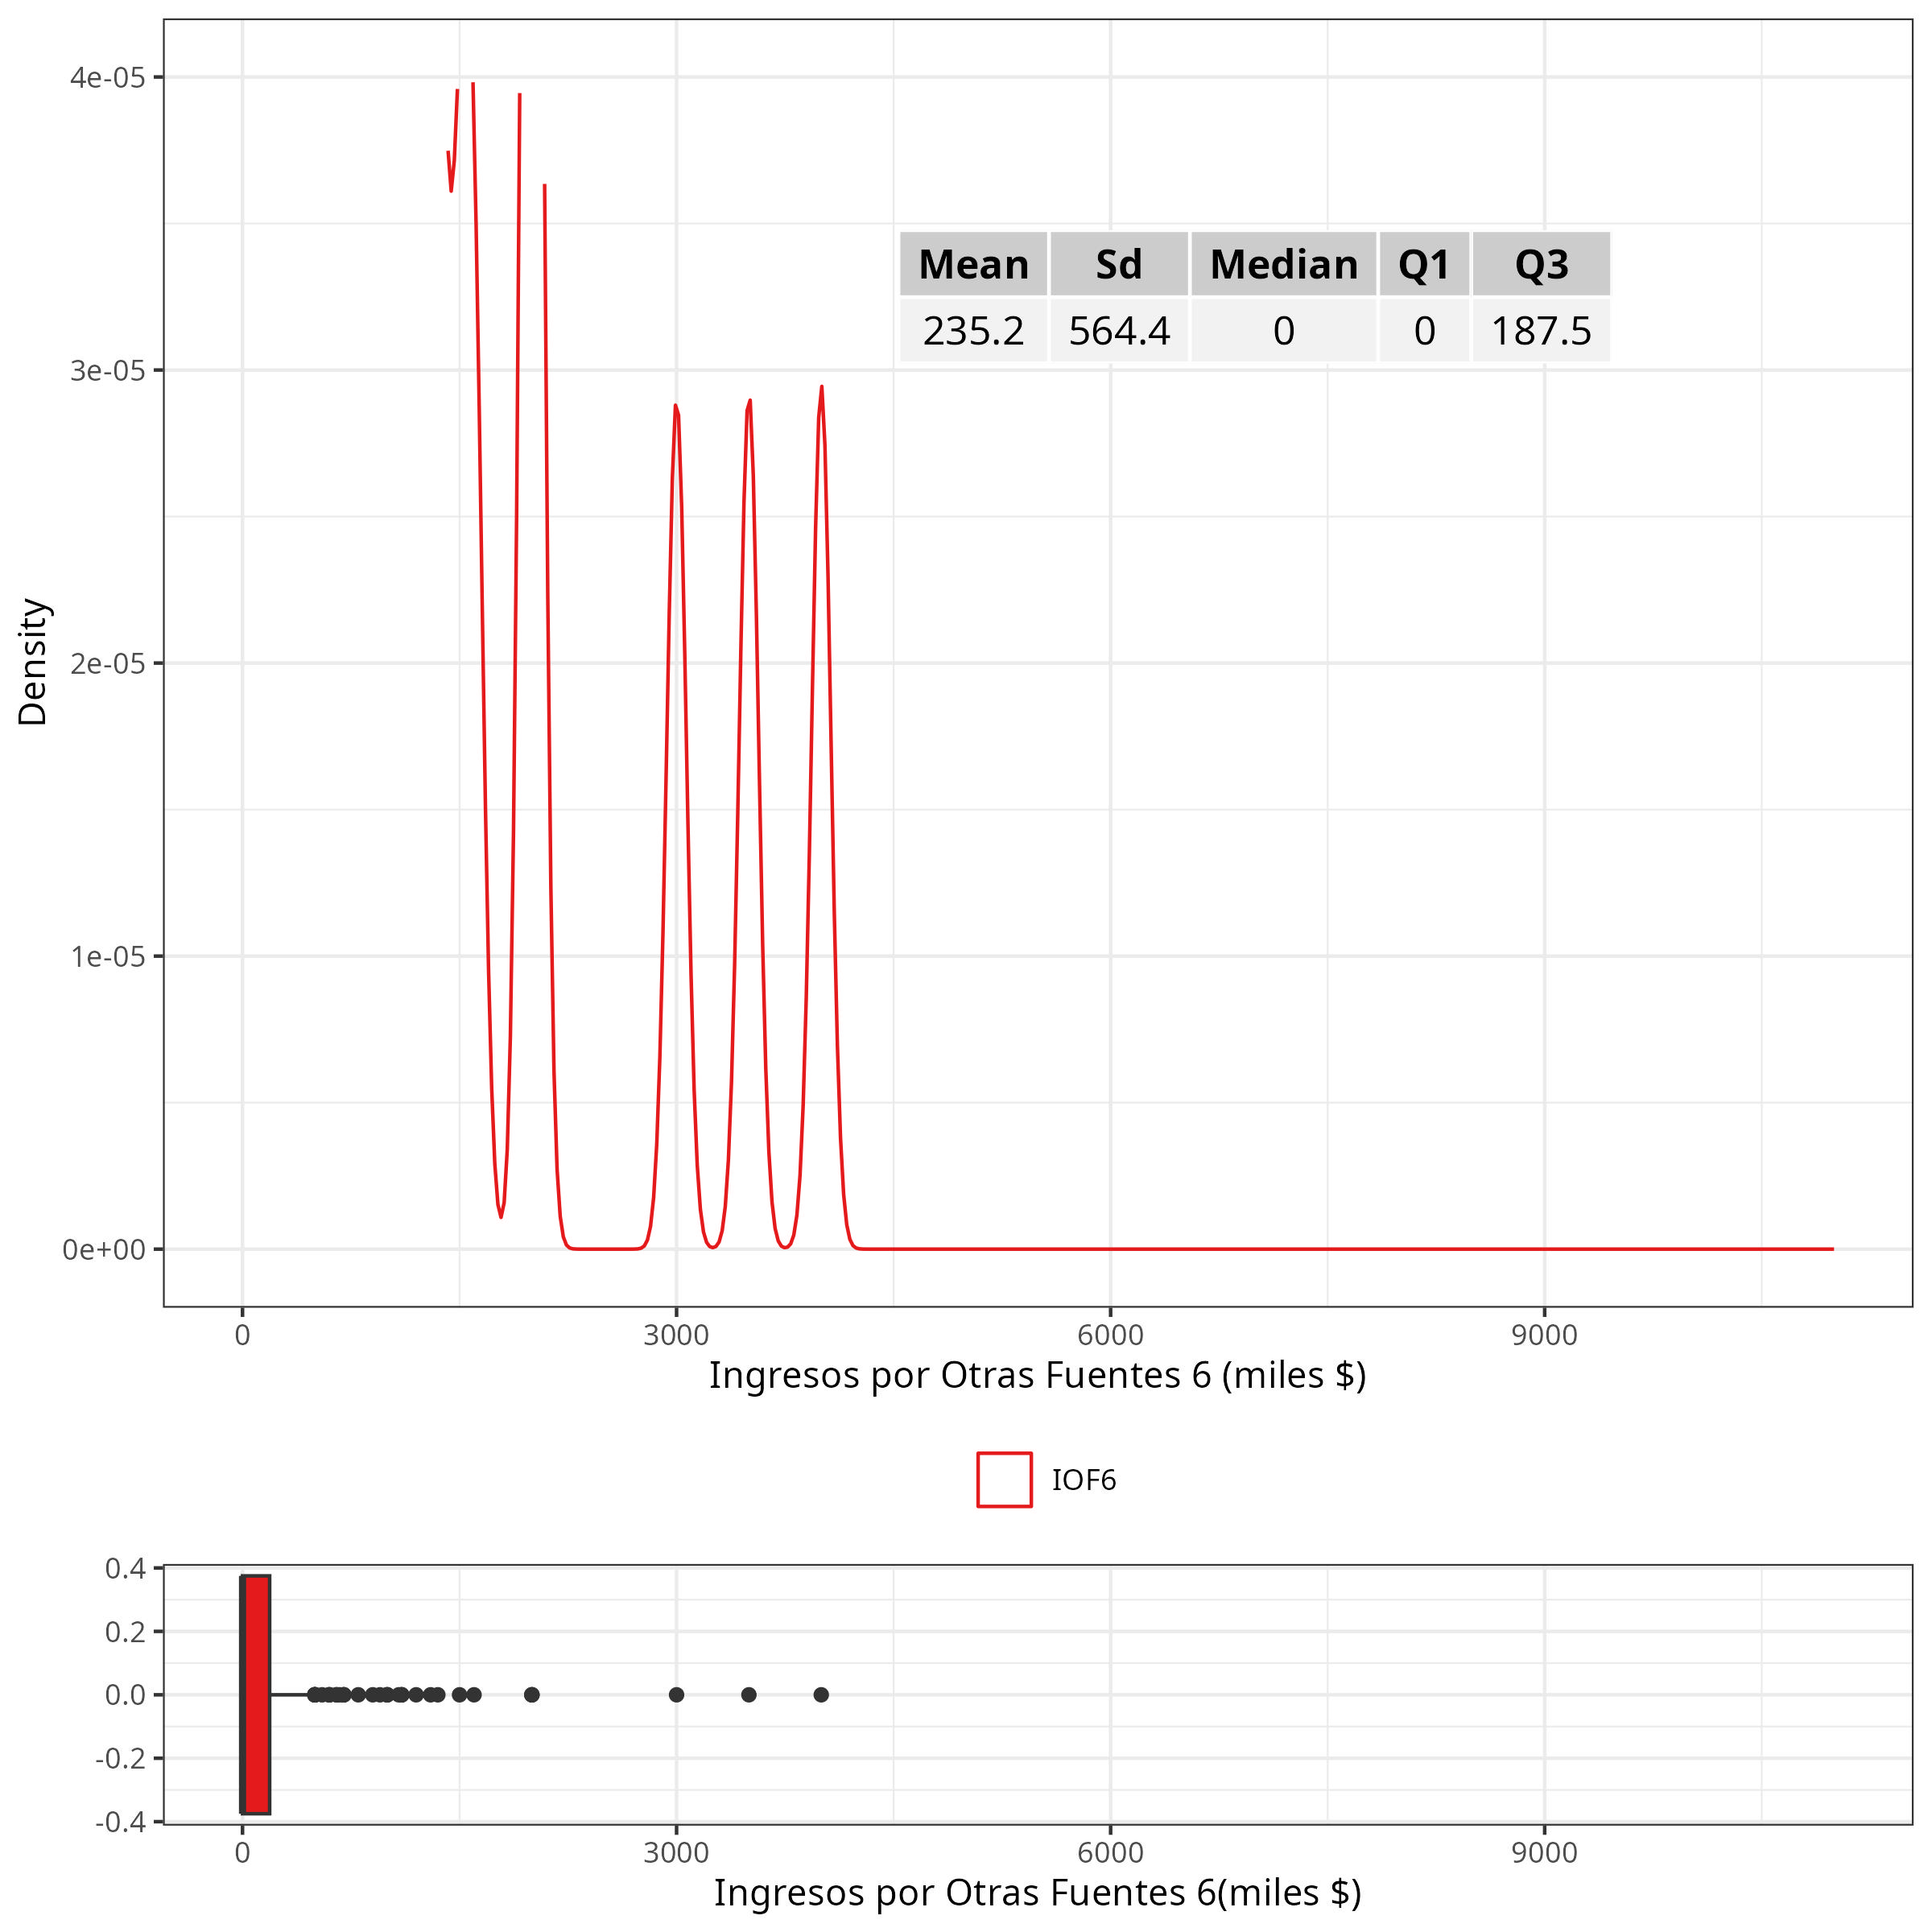 4e-05
3e-05
2e-05
1e-05
0e+00
Density
Mean Sd Median Q1 Q3
235.2 564.4 0 0 187.5
0 3000 6000 9000
Ingresos por Otras Fuentes 6 (miles $)
IOF6
0.4
0.2
0.0
-0.2
-0.4
0 3000 6000 9000
Ingresos por Otras Fuentes 6(miles $)